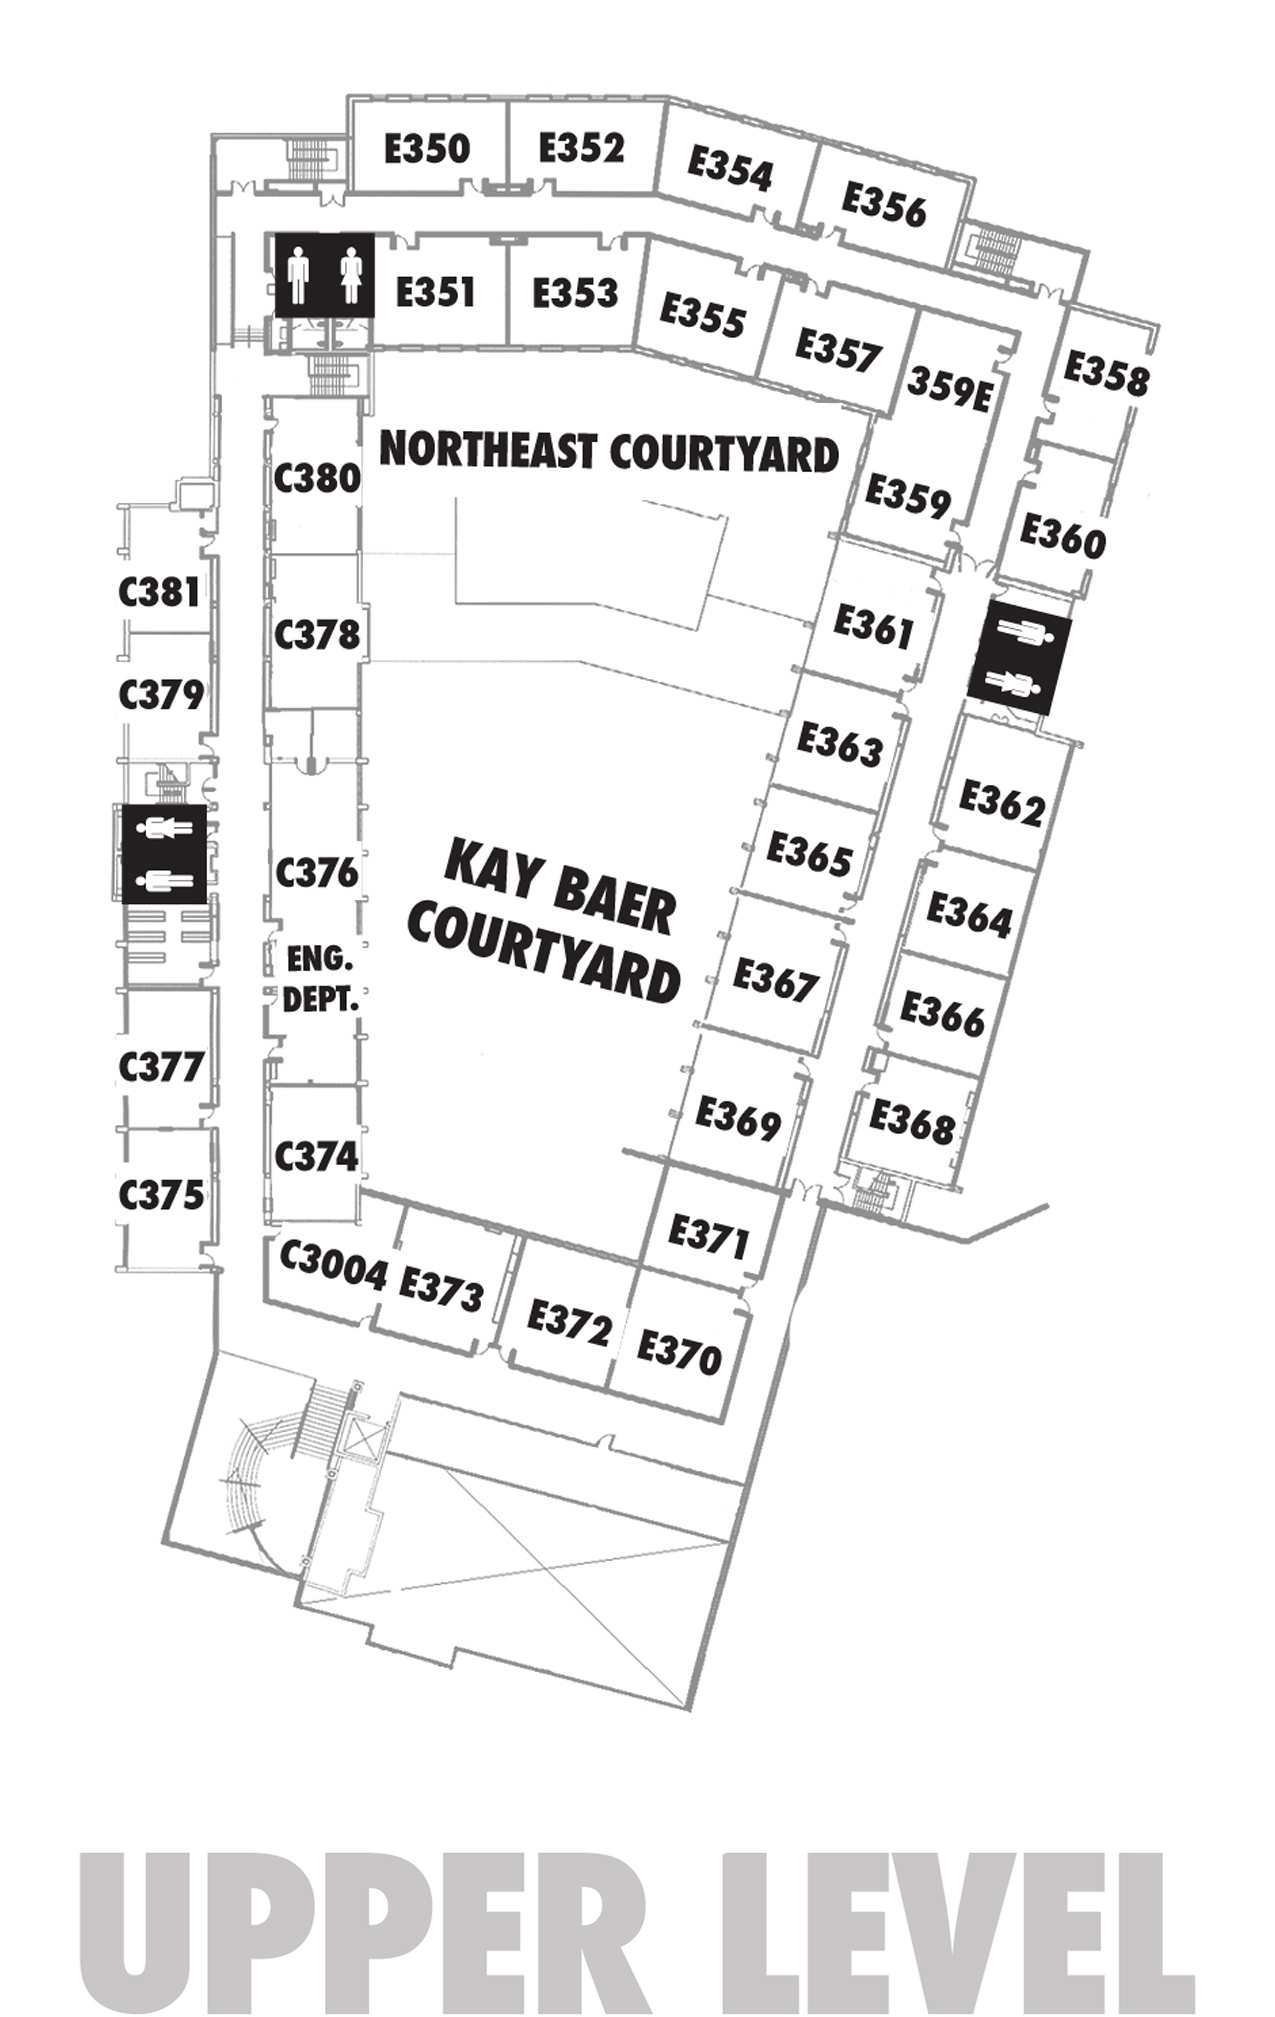 E350
E352
E354
E356
E351
E353
E355
E357
359E
E358
NORTHEAST COURTYARD
C380
E359
E360
C381
C378
E361
C379
E363
E362
C376
KAY BAER
COURTYARD
E365
E364
ENG.
DEPT.
E367
E366
C377
E369
E368
C374
C375
E371
C3004
E373
E372
E370
UPPER LEVEL